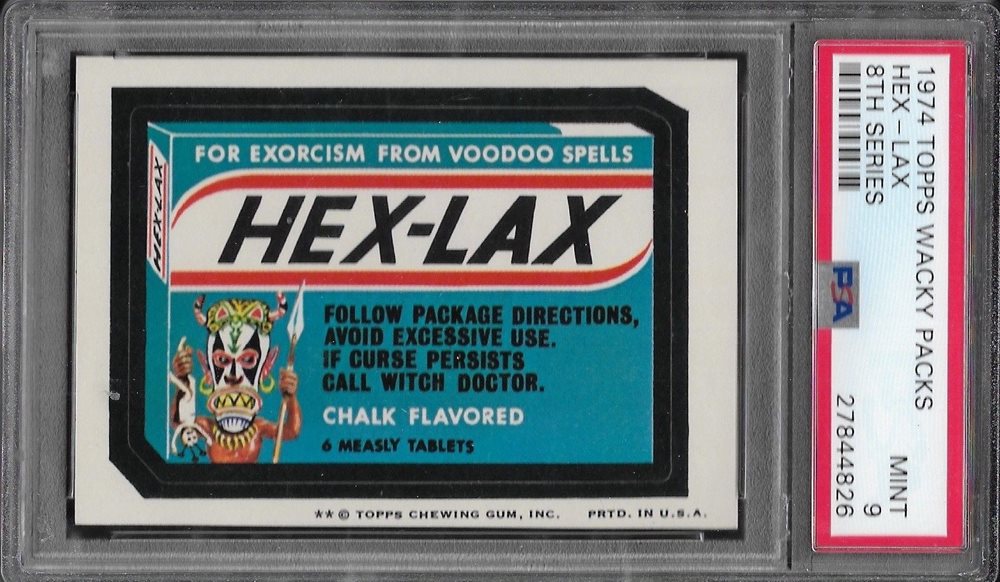 FOR EXORCISM FROM VOODOO SPELLS
HEX-LAX
HEX-LAX
FOLLOW PACKAGE DIRECTIONS,
AVOID EXCESSIVE USE.
IF CURSE PERSISTS
CALL WITCH DOCTOR.
CHALK FLAVORED
6 MEASLY TABLETS
** © TOPPS CHEWING GUM, INC. PRTD. IN U.S.A.
1974 TOPPS WACKY PACKS
HEX - LAX
8TH SERIES
MINT
9
PSA
27844826